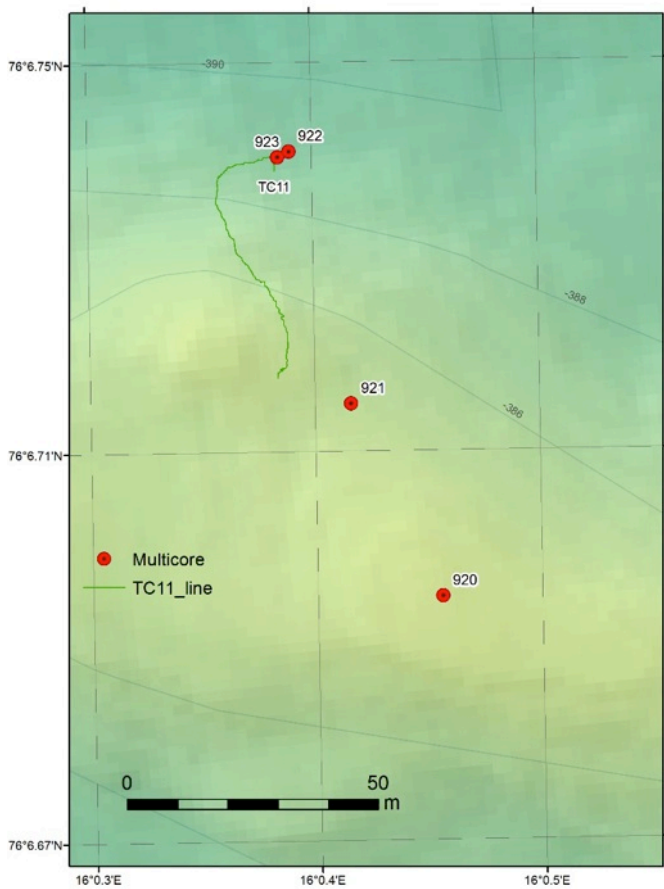 76°6.75'N
-390
923
922
TC11
-388
921
-386
76°6.71'N
Multicore
TC11_line
920
0
50
m
76°6.67'N
16°0.3'E
16°0.4'E
16°0.5'E